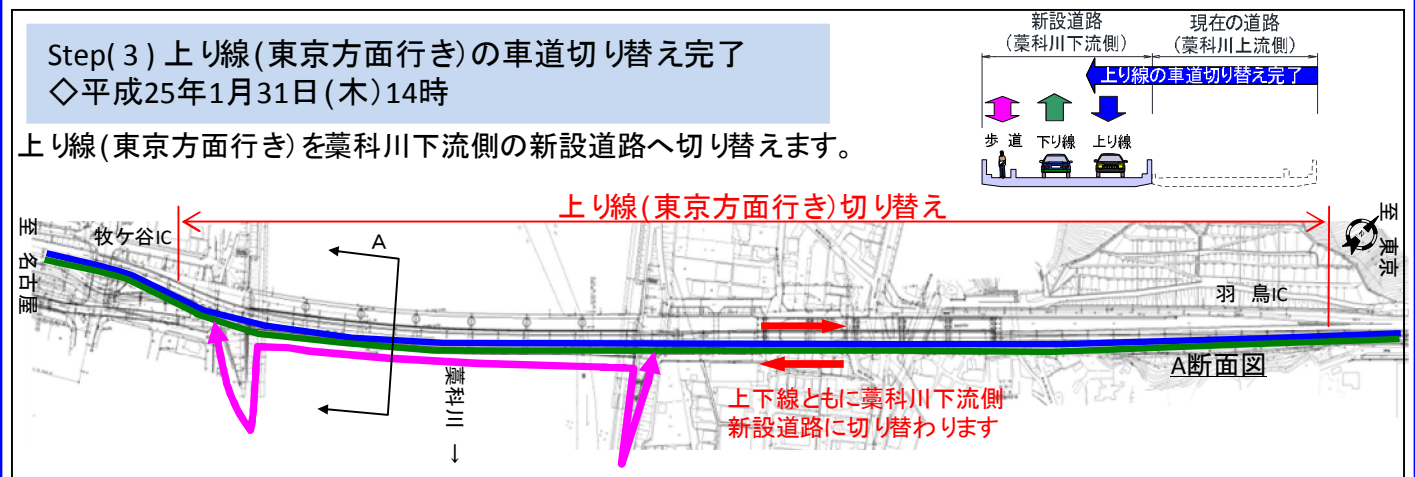 Step(3)上り線(東京方面行き)の車道切り替え完了
◇平成25年1月31日(木)14時
上り線(東京方面行き)を藁科川下流側の新設道路へ切り替えます。
新設道路
(藁科川下流側)
現在の道路
(藁科川上流側)
上り線の車道切り替え完了
歩道
下り線
上り線
上り線(東京方面行き)切り替え
至 名古屋
牧ケ谷IC
A
至 東京
羽鳥IC
A断面図
藁科川 →
上下線ともに藁科川下流側
新設道路に切り替わります